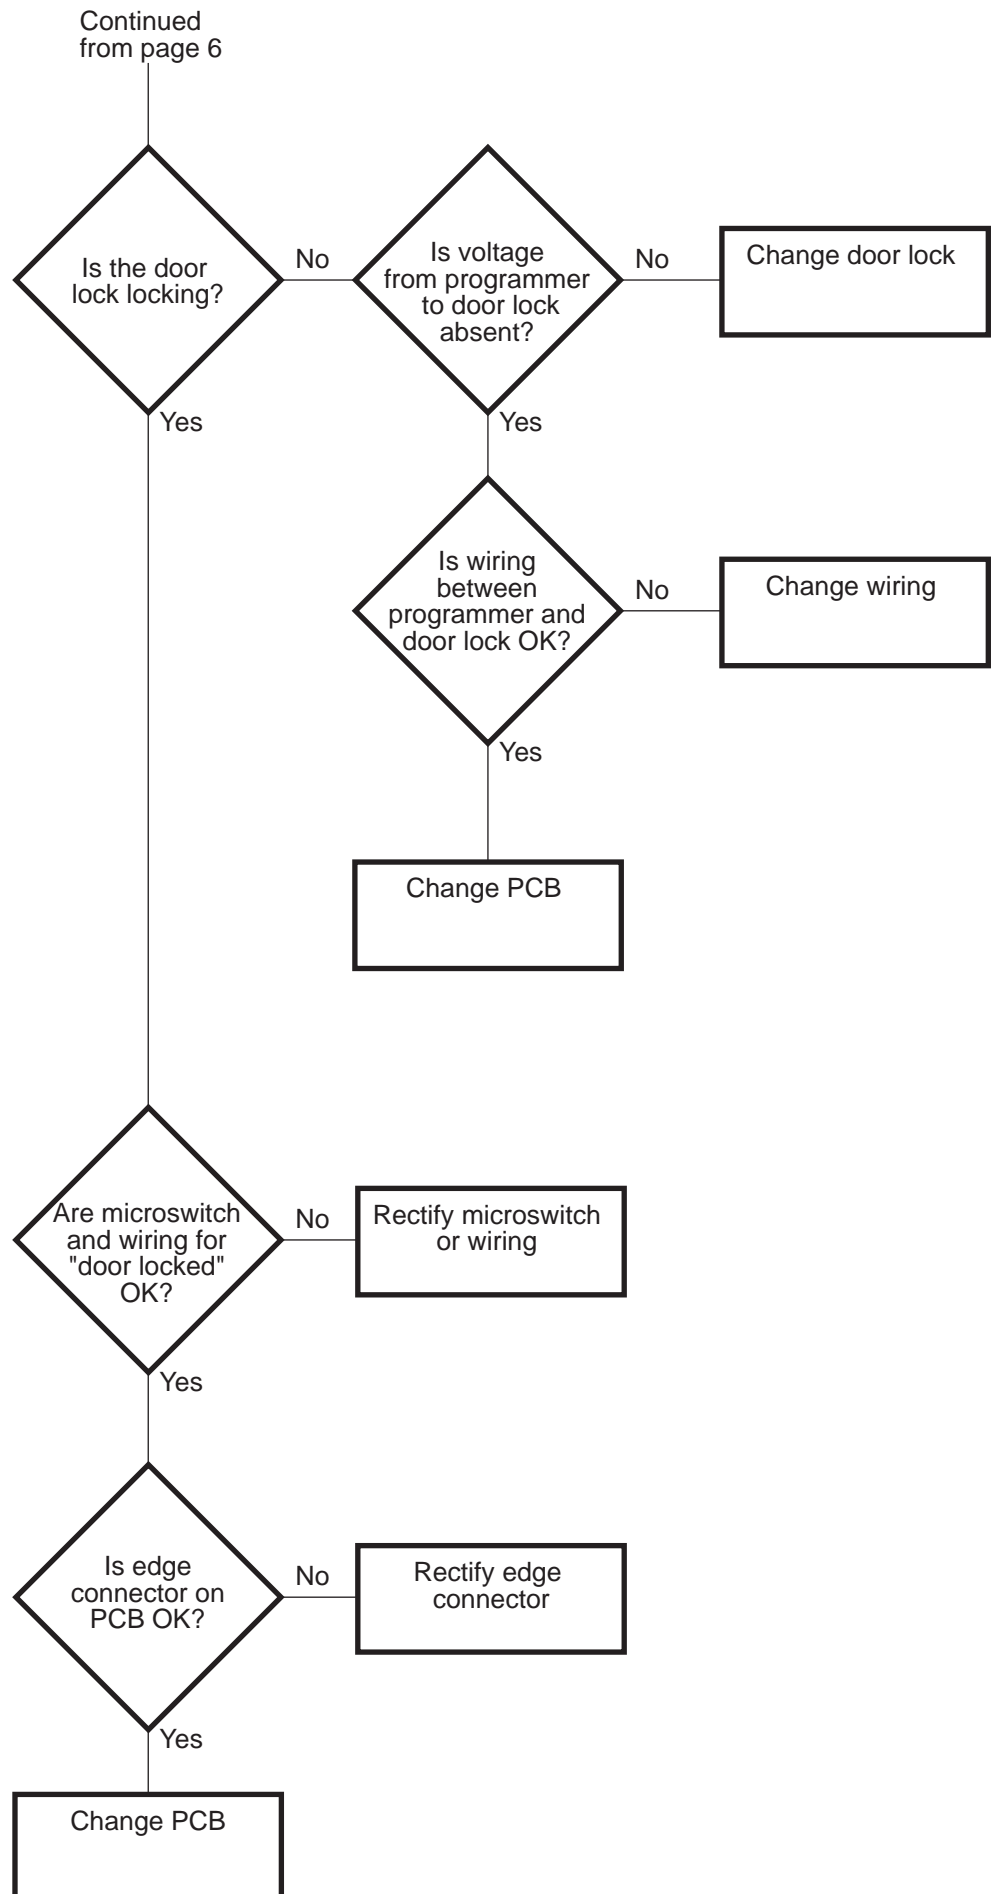 Continued
from page 6
Is the door
lock locking?
No
Is voltage
from programmer
to door lock
absent?
No
Change door lock
Yes
Yes
Is wiring
between
programmer and
door lock OK?
No
Change wiring
Yes
Change PCB
Are microswitch
and wiring for
"door locked"
OK?
No
Rectify microswitch
or wiring
Yes
Is edge
connector on
PCB OK?
No
Rectify edge
connector
Yes
Change PCB